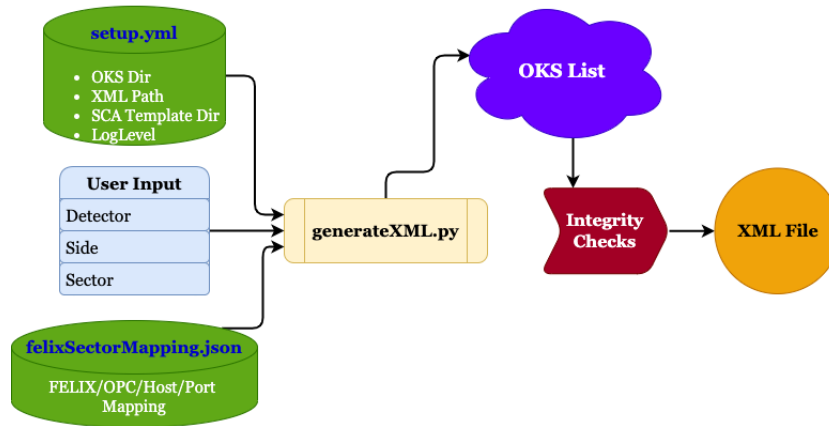 setup.yml
• OKS Dir
• XML Path
• SCA Template Dir
• LogLevel
User Input
Detector
Side
Sector
felixSectorMapping.json
FELIX/OPC/Host/Port
Mapping
generateXML.py
OKS List
Integrity
Checks
XML File